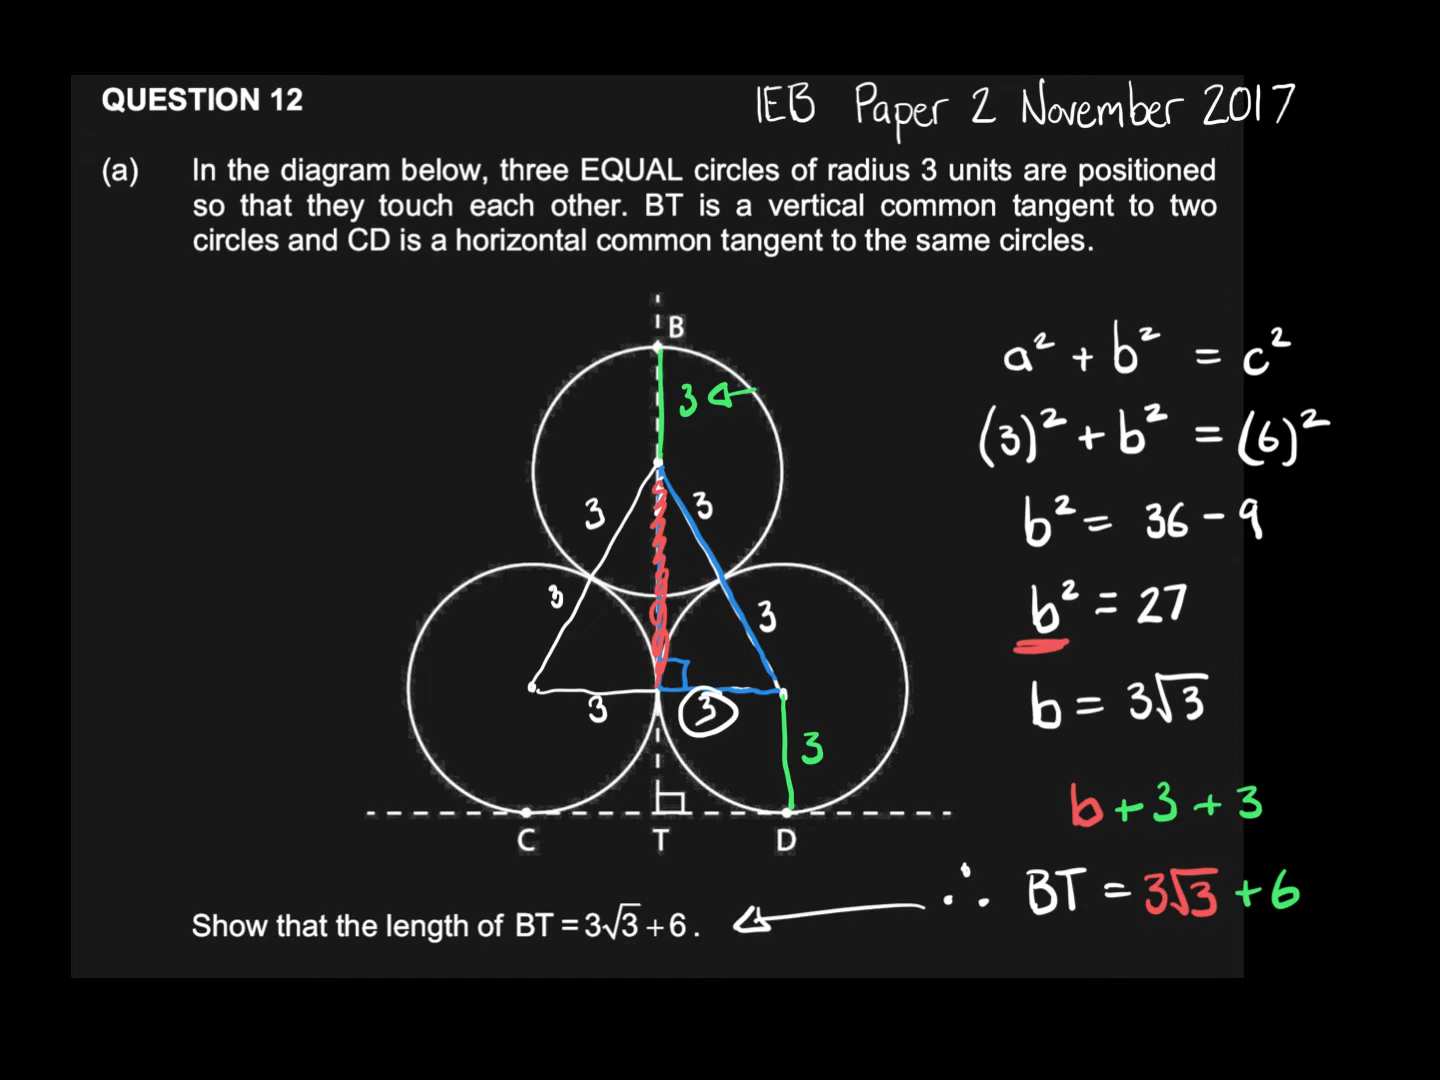 QUESTION 12
IEB Paper 2 November 2017
(a) In the diagram below, three EQUAL circles of radius 3 units are positioned
so that they touch each other. BT is a vertical common tangent to two
circles and CD is a horizontal common tangent to the same circles.
B
3
3 3
3 3
3 3
3
C T D
a² + b² = c²
(3)² + b² = (6)²
b² = 36 - 9
b² = 27
b = 3√3
b + 3 + 3
∴ BT = 3√3 + 6
Show that the length of BT = 3√3 + 6.